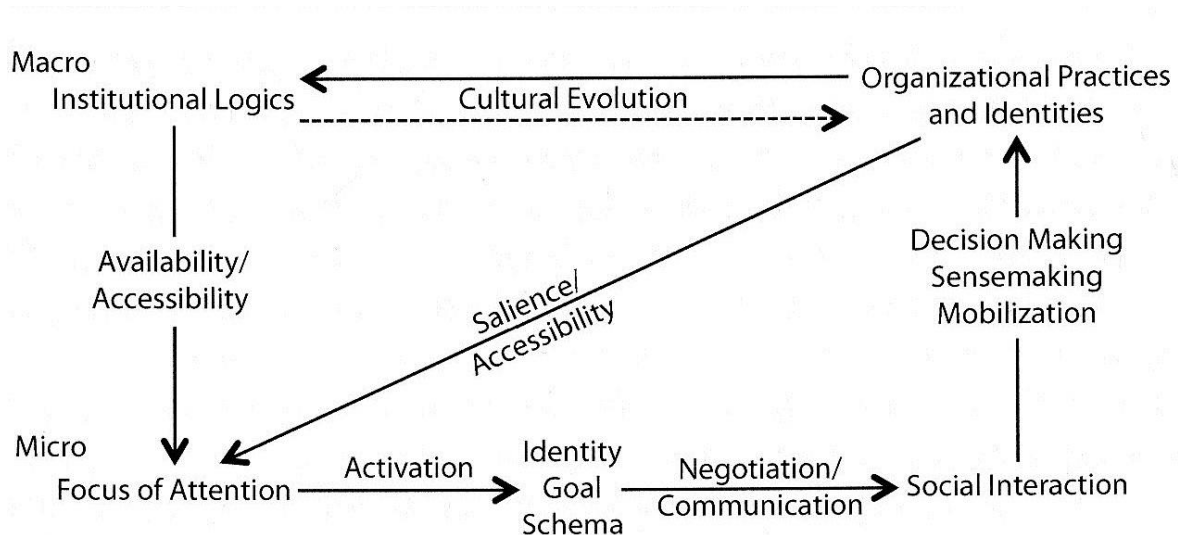 Macro
Institutional Logics
Cultural Evolution
Organizational Practices
and Identities
Availability/
Accessibility
Salience/
Accessibility
Decision Making
Sensemaking
Mobilization
Micro
Focus of Attention
Activation
Identity
Goal
Schema
Negotiation/
Communication
Social Interaction